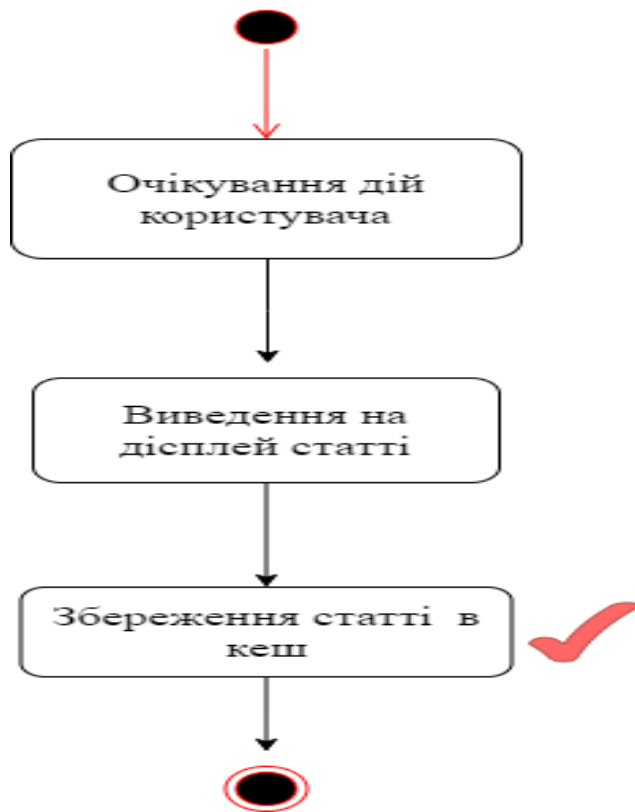 Очікування дій
користувача
Виведення на
дісплей статті
Збереження статті в
кеш